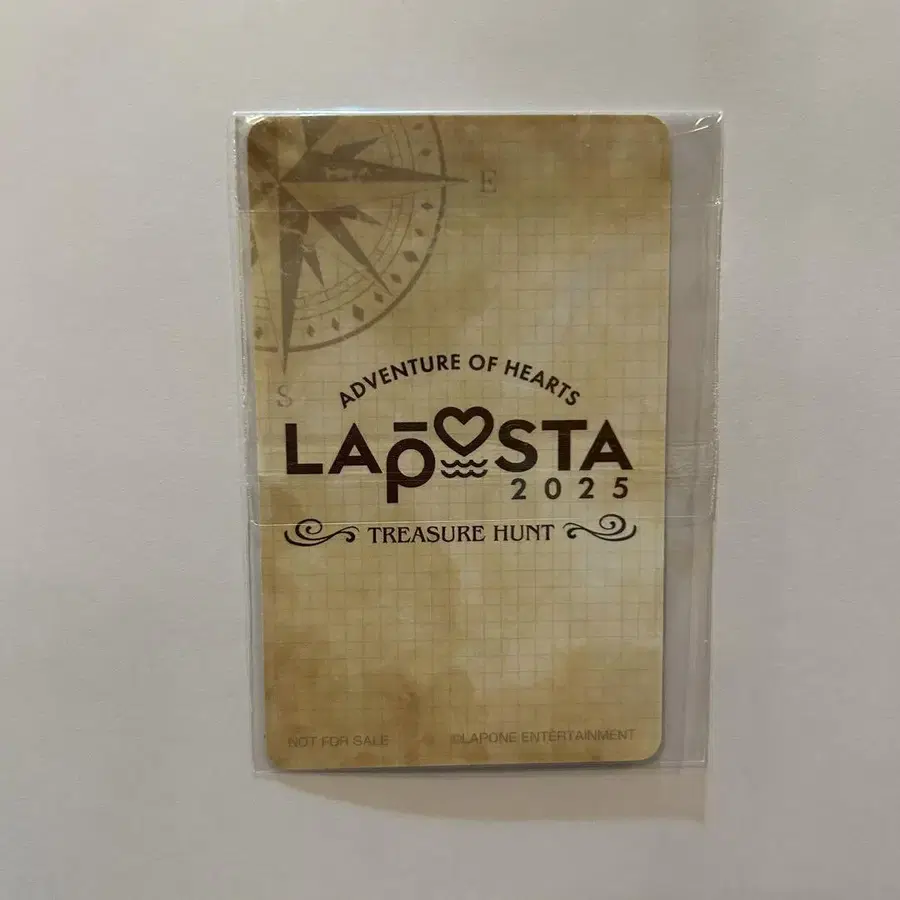 E
S
ADVENTURE OF HEARTS
LAPOSTA
2025
TREASURE HUNT
NOT FOR SALE ©LAPONE ENTERTAINMENT